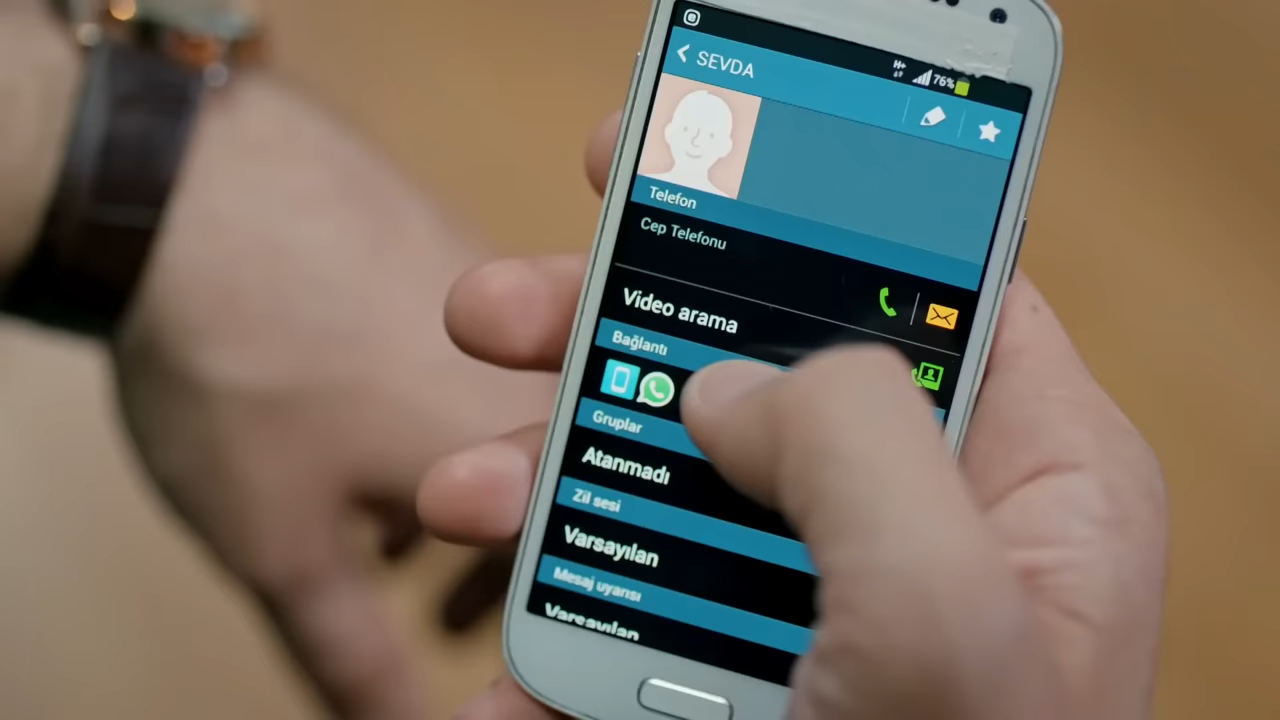 SEVDA
H+
76%
Telefon
Cep Telefonu
Video arama
Bağlantı
Gruplar
Atanmadı
Zil sesi
Varsayılan
Mesaj uyarısı
Varsayılan